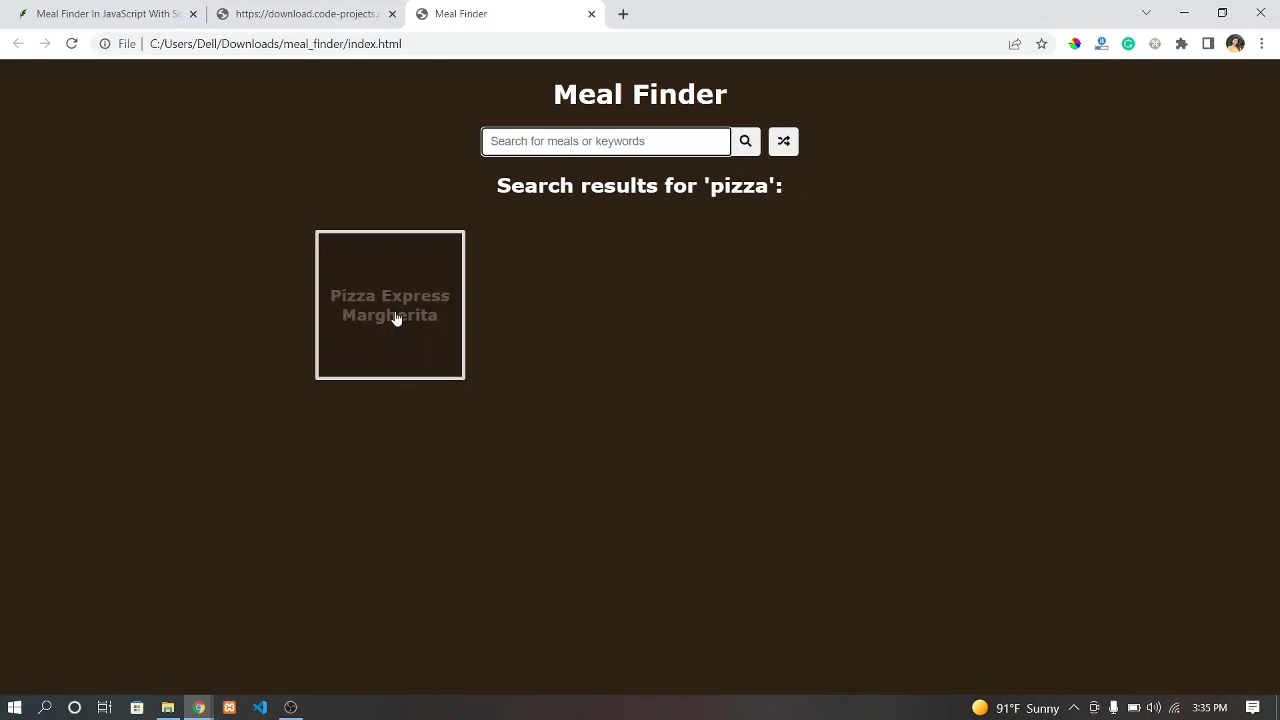 Meal Finder In JavaScript With So
https://download.code-projects.o
Meal Finder
File
C:/Users/Dell/Downloads/meal_finder/index.html
Meal Finder
Search for meals or keywords
Search results for 'pizza':
Pizza Express
Margherita
91°F Sunny
3:35 PM